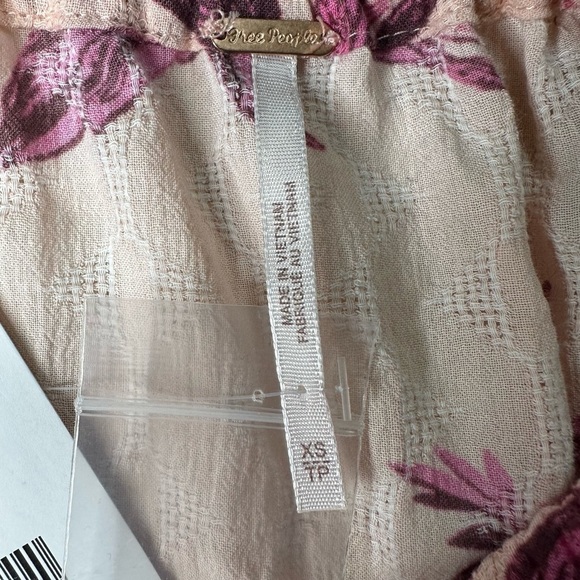 Free People
MADE IN VIETNAM
FABRIQUÉ AU VIETNAM
XS
TP